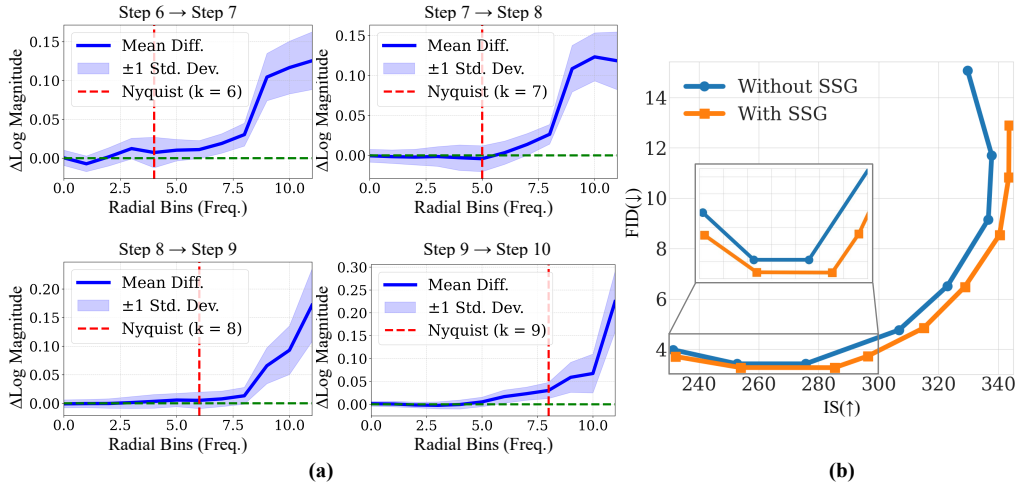 Step 6 → Step 7
ΔLog Magnitude
0.15
0.10
0.05
0.00
Mean Diff.
±1 Std. Dev.
Nyquist (k = 6)
0.0 2.5 5.0 7.5 10.0
Radial Bins (Freq.)
Step 7 → Step 8
ΔLog Magnitude
0.15
0.10
0.05
0.00
Mean Diff.
±1 Std. Dev.
Nyquist (k = 7)
0.0 2.5 5.0 7.5 10.0
Radial Bins (Freq.)
Step 8 → Step 9
ΔLog Magnitude
0.20
0.15
0.10
0.05
0.00
Mean Diff.
±1 Std. Dev.
Nyquist (k = 8)
0.0 2.5 5.0 7.5 10.0
Radial Bins (Freq.)
Step 9 → Step 10
ΔLog Magnitude
0.30
0.25
0.20
0.15
0.10
0.05
0.00
Mean Diff.
±1 Std. Dev.
Nyquist (k = 9)
0.0 2.5 5.0 7.5 10.0
Radial Bins (Freq.)
(a)
FID(↓)
14
12
10
8
6
4
Without SSG
With SSG
240 260 280 300 320 340
IS(↑)
(b)